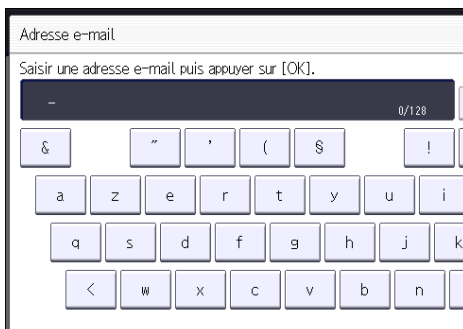 Adresse e-mail
Saisir une adresse e-mail puis appuyer sur [OK].
_ 0/128
& " ' ( § !
a z e r t y u i
q s d f g h j k
< w x c v b n